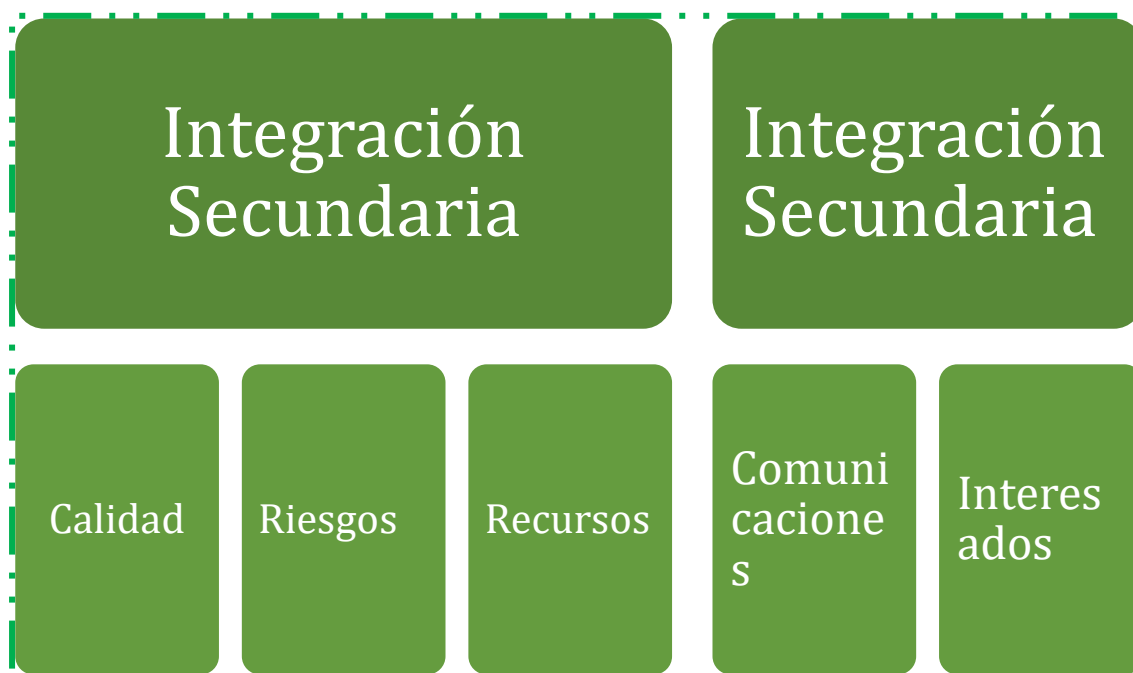 Integración
Secundaria
Integración
Secundaria
Calidad
Riesgos
Recursos
Comuni
cacione
s
Interes
ados